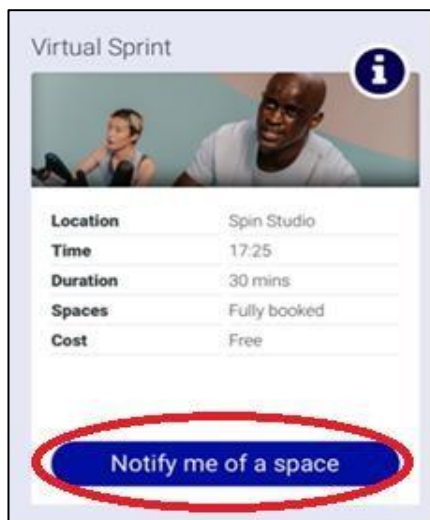 Virtual Sprint
i
Location Spin Studio
Time 17:25
Duration 30 mins
Spaces Fully booked
Cost Free
Notify me of a space